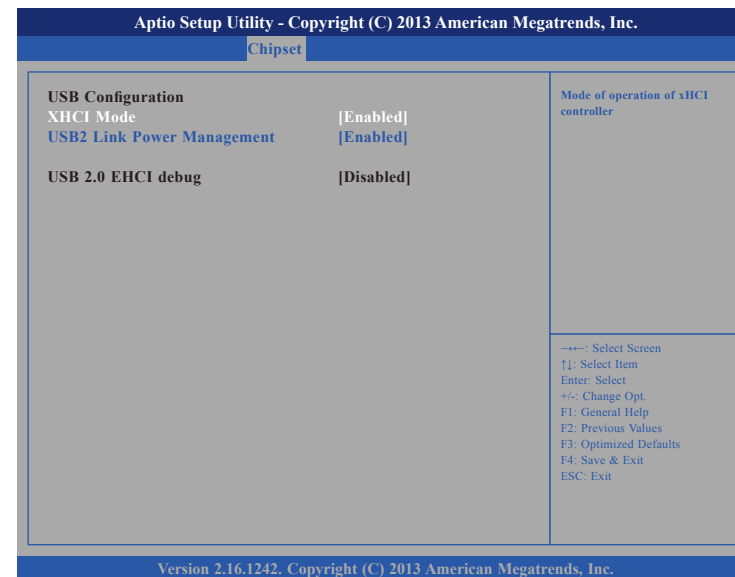 Aptio Setup Utility - Copyright (C) 2013 American Megatrends, Inc.
Chipset
USB Configuration
XHCI Mode [Enabled]
USB2 Link Power Management [Enabled]
USB 2.0 EHCI debug [Disabled]
Mode of operation of xHCI
controller
→←: Select Screen
↑↓: Select Item
Enter: Select
+/-: Change Opt.
F1: General Help
F2: Previous Values
F3: Optimized Defaults
F4: Save & Exit
ESC: Exit
Version 2.16.1242. Copyright (C) 2013 American Megatrends, Inc.